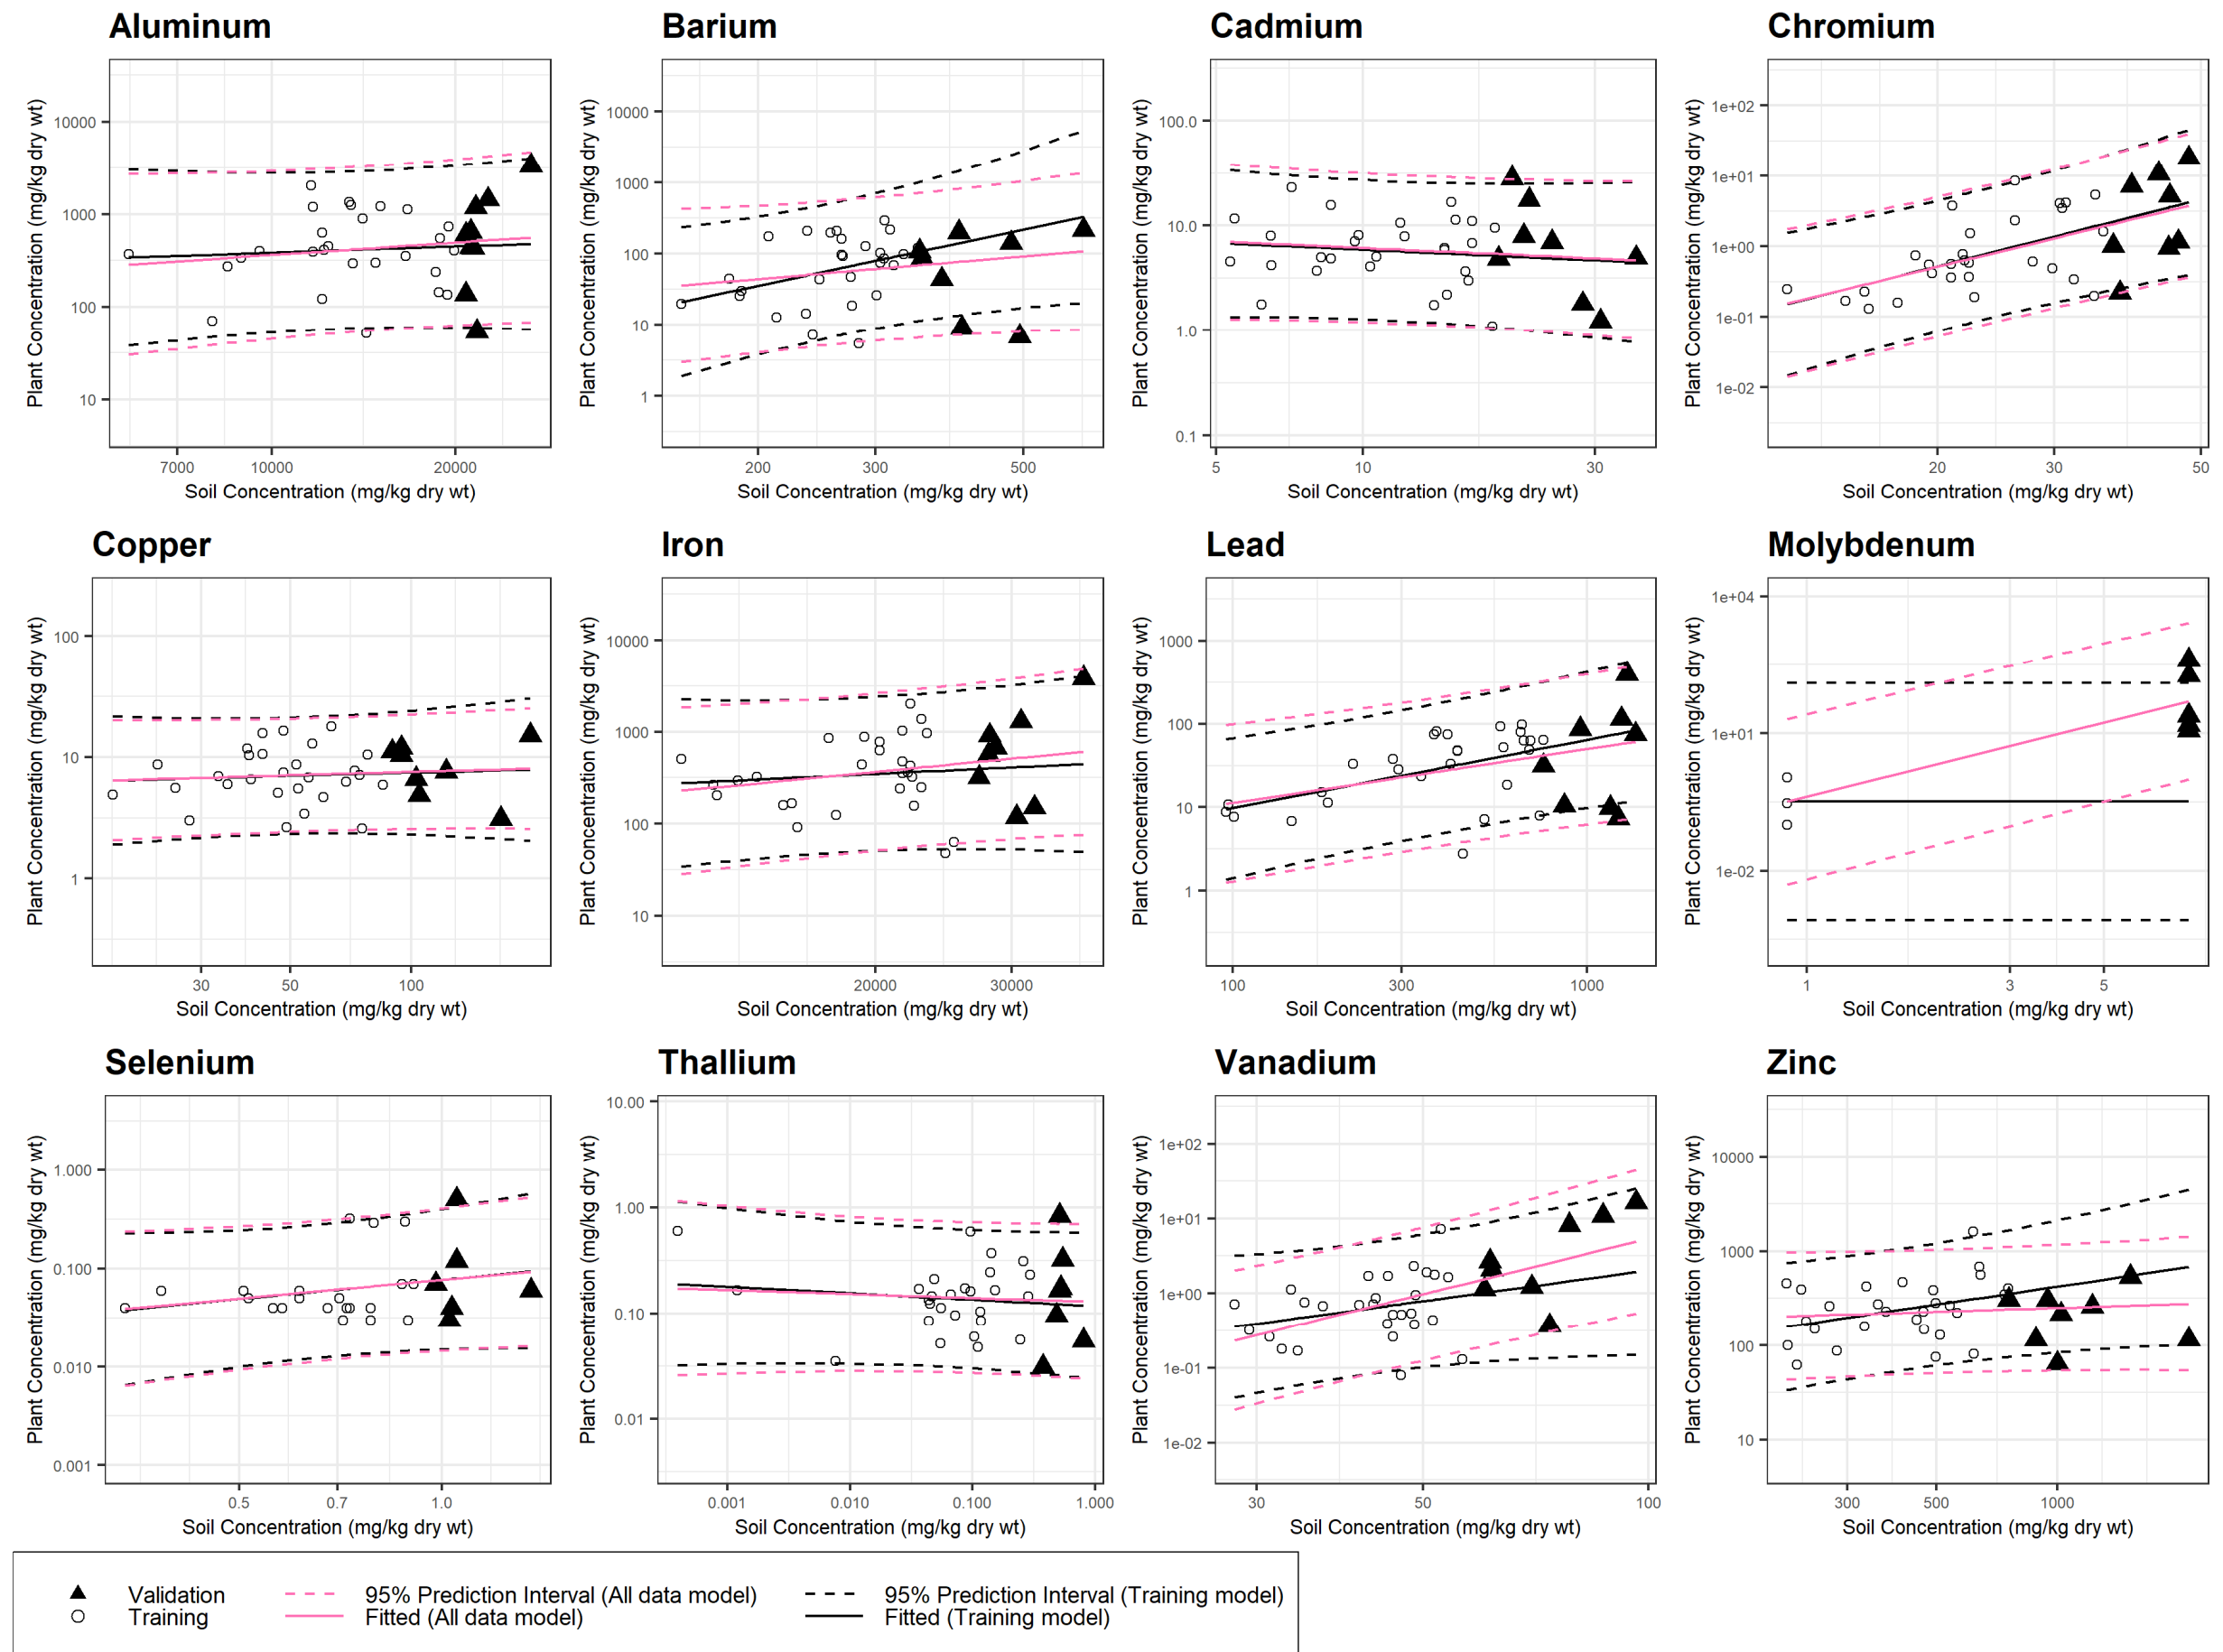 Aluminum Barium Cadmium Chromium
Plant Concentration (mg/kg dry wt)
10000
1000
100
10
7000 10000 20000
Soil Concentration (mg/kg dry wt)
Plant Concentration (mg/kg dry wt)
10000
1000
100
10
1
200 300 500
Soil Concentration (mg/kg dry wt)
Plant Concentration (mg/kg dry wt)
100.0
10.0
1.0
0.1
5 10 30
Soil Concentration (mg/kg dry wt)
Plant Concentration (mg/kg dry wt)
1e+02
1e+01
1e+00
1e-01
1e-02
20 30 50
Soil Concentration (mg/kg dry wt)
Copper Iron Lead Molybdenum
Plant Concentration (mg/kg dry wt)
100
10
1
30 50 100
Soil Concentration (mg/kg dry wt)
Plant Concentration (mg/kg dry wt)
10000
1000
100
10
20000 30000
Soil Concentration (mg/kg dry wt)
Plant Concentration (mg/kg dry wt)
1000
100
10
1
100 300 1000
Soil Concentration (mg/kg dry wt)
Plant Concentration (mg/kg dry wt)
1e+04
1e+01
1e-02
1 3 5
Soil Concentration (mg/kg dry wt)
Selenium Thallium Vanadium Zinc
Plant Concentration (mg/kg dry wt)
1.000
0.100
0.010
0.001
0.5 0.7 1.0
Soil Concentration (mg/kg dry wt)
Plant Concentration (mg/kg dry wt)
10.00
1.00
0.10
0.01
0.001 0.010 0.100 1.000
Soil Concentration (mg/kg dry wt)
Plant Concentration (mg/kg dry wt)
1e+02
1e+01
1e+00
1e-01
1e-02
30 50 100
Soil Concentration (mg/kg dry wt)
Plant Concentration (mg/kg dry wt)
10000
1000
100
10
300 500 1000
Soil Concentration (mg/kg dry wt)
Validation 95% Prediction Interval (All data model) 95% Prediction Interval (Training model)
Training Fitted (All data model) Fitted (Training model)